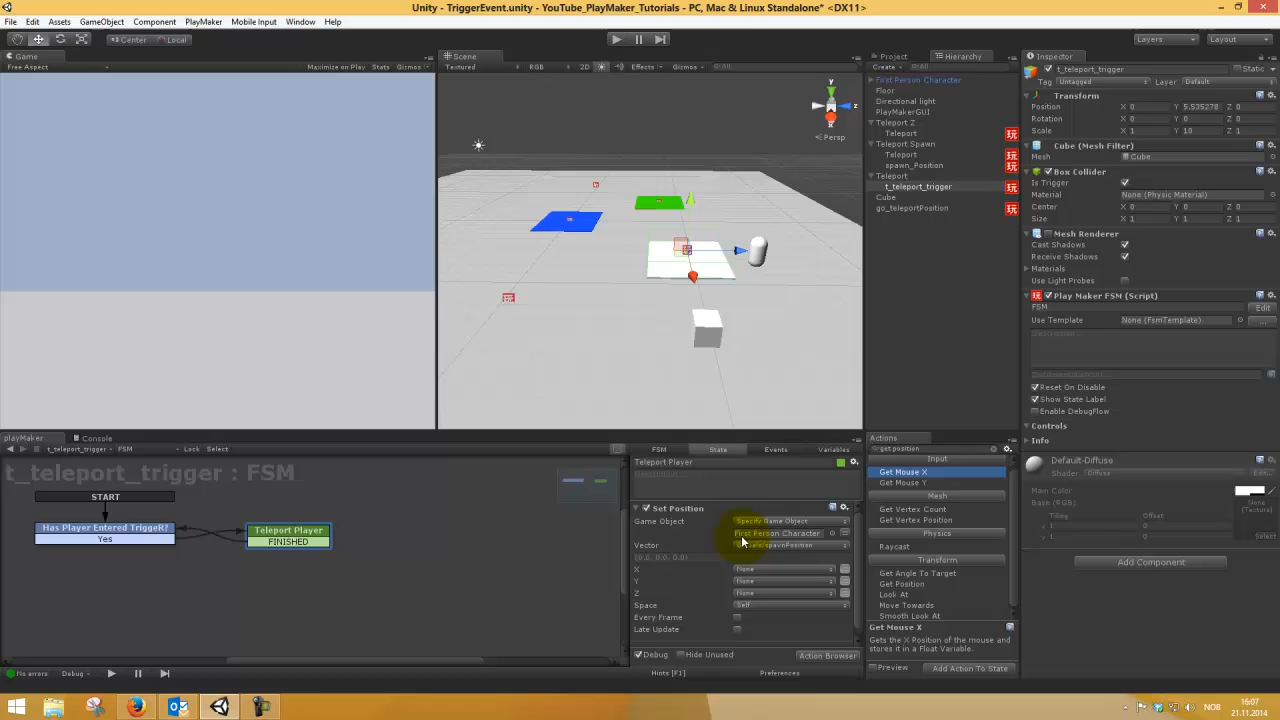 Unity - TriggerEvent.unity - YouTube_PlayMaker_Tutorials - PC, Mac & Linux Standalone* <DX11>
File Edit Assets GameObject Component PlayMaker Mobile Input Window Help
Center Local Layers Layout
Game Scene Project Hierarchy Inspector
Free Aspect Maximize on Play Stats Gizmos Textured RGB 2D Effects Gizmos All Create All
t_teleport_trigger Static
Tag Untagged Layer Default
First Person Character
Floor
Directional light
PlayMakerGUI
Teleport Z
Teleport
Teleport Spawn
Teleport
spawn_Position
Teleport
t_teleport_trigger
Cube
go_teleportPosition
y
z
Persp
Transform
Position X 0 Y 5.535278 Z 0
Rotation X 0 Y 0 Z 0
Scale X 1 Y 10 Z 1
Cube (Mesh Filter)
Mesh Cube
Box Collider
Is Trigger
Material None (Physic Material)
Center X 0 Y 0 Z 0
Size X 1 Y 1 Z 1
Mesh Renderer
Cast Shadows
Receive Shadows
Materials
Use Light Probes
Play Maker FSM (Script)
FSM Edit
Use Template None (FsmTemplate) ...
Reset On Disable
Show State Label
Enable DebugFlow
Controls
Info
Default-Diffuse
Shader Diffuse Edit...
Main Color
Base (RGB) None (Texture)
Tiling Offset
Select
Add Component
playMaker Console
t_teleport_trigger FSM Lock Select
t_teleport_trigger : FSM
START
Has Player Entered TriggeR?
Yes
Teleport Player
FINISHED
FSM State Events Variables
Teleport Player
Set Position
Game Object Specify Game Object
First Person Character
Vector
(0.0, 0.0, 0.0)
X None
Y None
Z None
Space Self
Every Frame
Late Update
Debug Hide Unused Action Browser
No errors Debug Hints [F1] Preferences
Actions
get position
Input
Get Mouse X
Get Mouse Y
Mesh
Get Vertex Count
Get Vertex Position
Physics
Raycast
Transform
Get Angle To Target
Get Position
Look At
Move Towards
Smooth Look At
Get Mouse X
Gets the X Position of the mouse and
stores it in a Float Variable.
Preview Add Action To State
NOB 16:07
21.11.2014